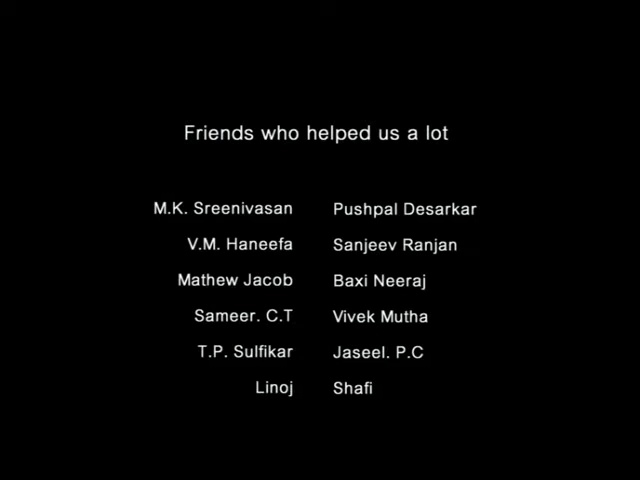 Friends who helped us a lot
M.K. Sreenivasan Pushpal Desarkar
V.M. Haneefa Sanjeev Ranjan
Mathew Jacob Baxi Neeraj
Sameer. C.T Vivek Mutha
T.P. Sulfikar Jaseel. P.C
Linoj Shafi